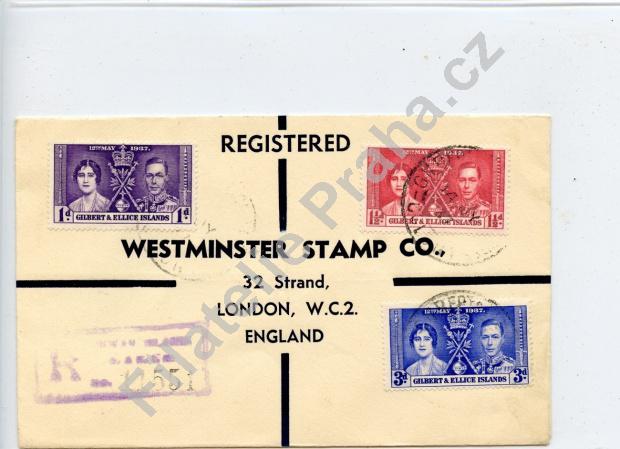 12TH MAY 1937.
1d 1d
GILBERT & ELLICE ISLANDS
REGISTERED
12TH MAY 1937.
1½d 1½d
GILBERT & ELLICE ISLANDS
WESTMINSTER STAMP CO.,
32 Strand,
LONDON, W.C.2.
ENGLAND
12TH MAY 1937.
3d 3d
GILBERT & ELLICE ISLANDS
R
Filatelie Praha.cz